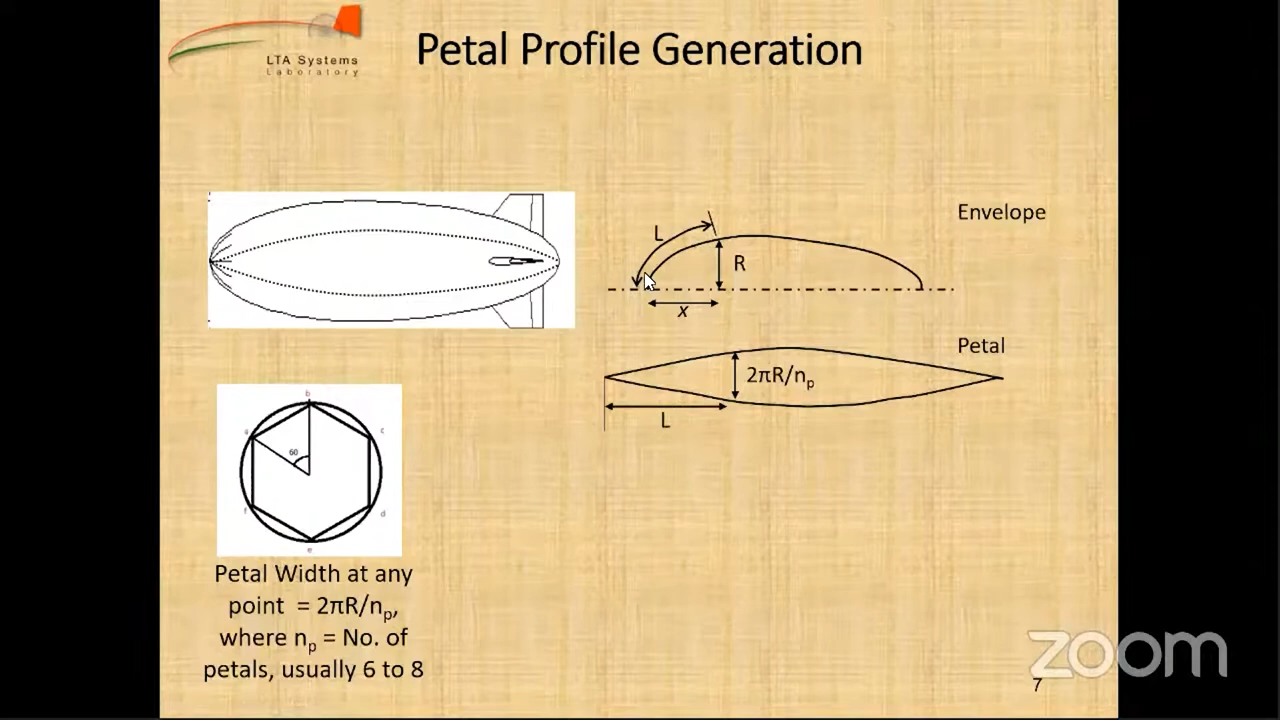 LTA Systems
Laboratory
Petal Profile Generation
Envelope
L
R
x
Petal
2πR/nₚ
L
b
a
c
60
f
d
e
Petal Width at any
point = 2πR/nₚ,
where nₚ = No. of
petals, usually 6 to 8
zoom
7